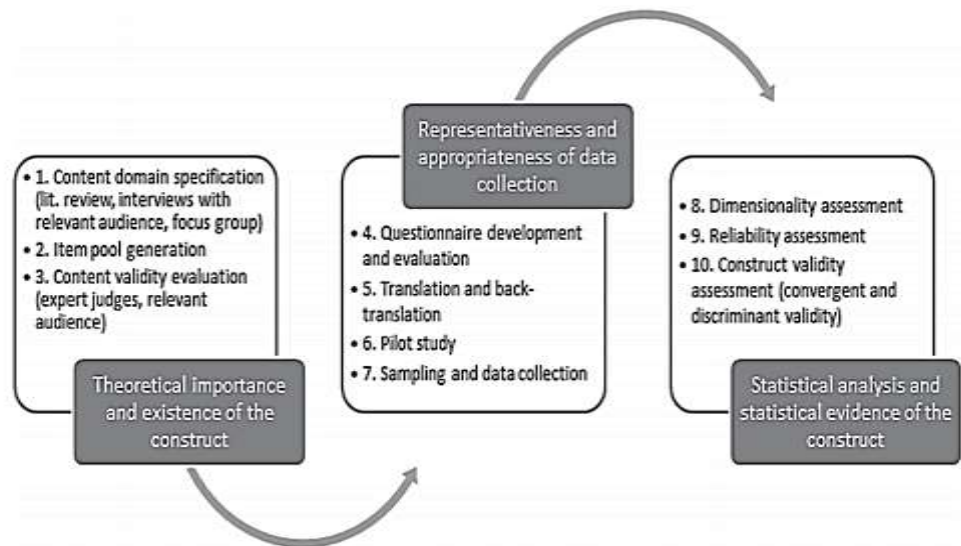 • 1. Content domain specification
(lit. review, interviews with
relevant audience, focus group)
• 2. Item pool generation
• 3. Content validity evaluation
(expert judges, relevant
audience)
Theoretical importance
and existence of the
construct
Representativeness and
appropriateness of data
collection
• 4. Questionnaire development
and evaluation
• 5. Translation and back-
translation
• 6. Pilot study
• 7. Sampling and data collection
• 8. Dimensionality assessment
• 9. Reliability assessment
• 10. Construct validity
assessment (convergent and
discriminant validity)
Statistical analysis and
statistical evidence of the
construct